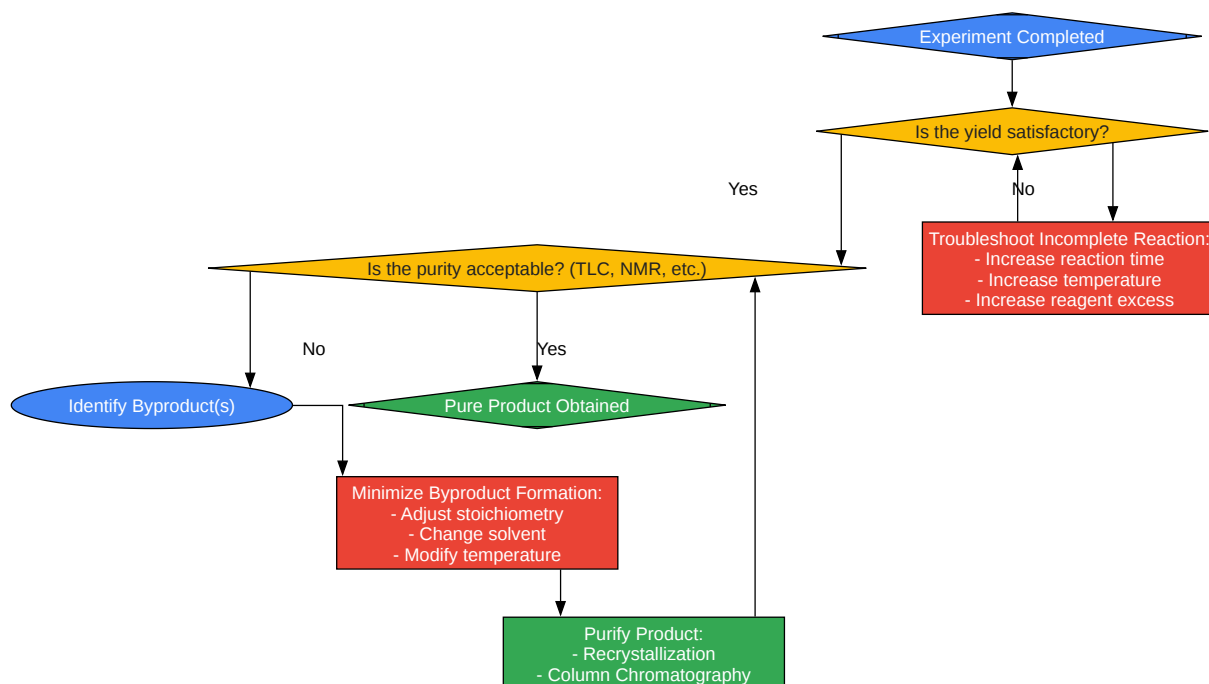 Experiment Completed
Is the yield satisfactory?
Yes
No
Troubleshoot Incomplete Reaction:
- Increase reaction time
- Increase temperature
- Increase reagent excess
Is the purity acceptable? (TLC, NMR, etc.)
No
Yes
Identify Byproduct(s)
Pure Product Obtained
Minimize Byproduct Formation:
- Adjust stoichiometry
- Change solvent
- Modify temperature
Purify Product:
- Recrystallization
- Column Chromatography